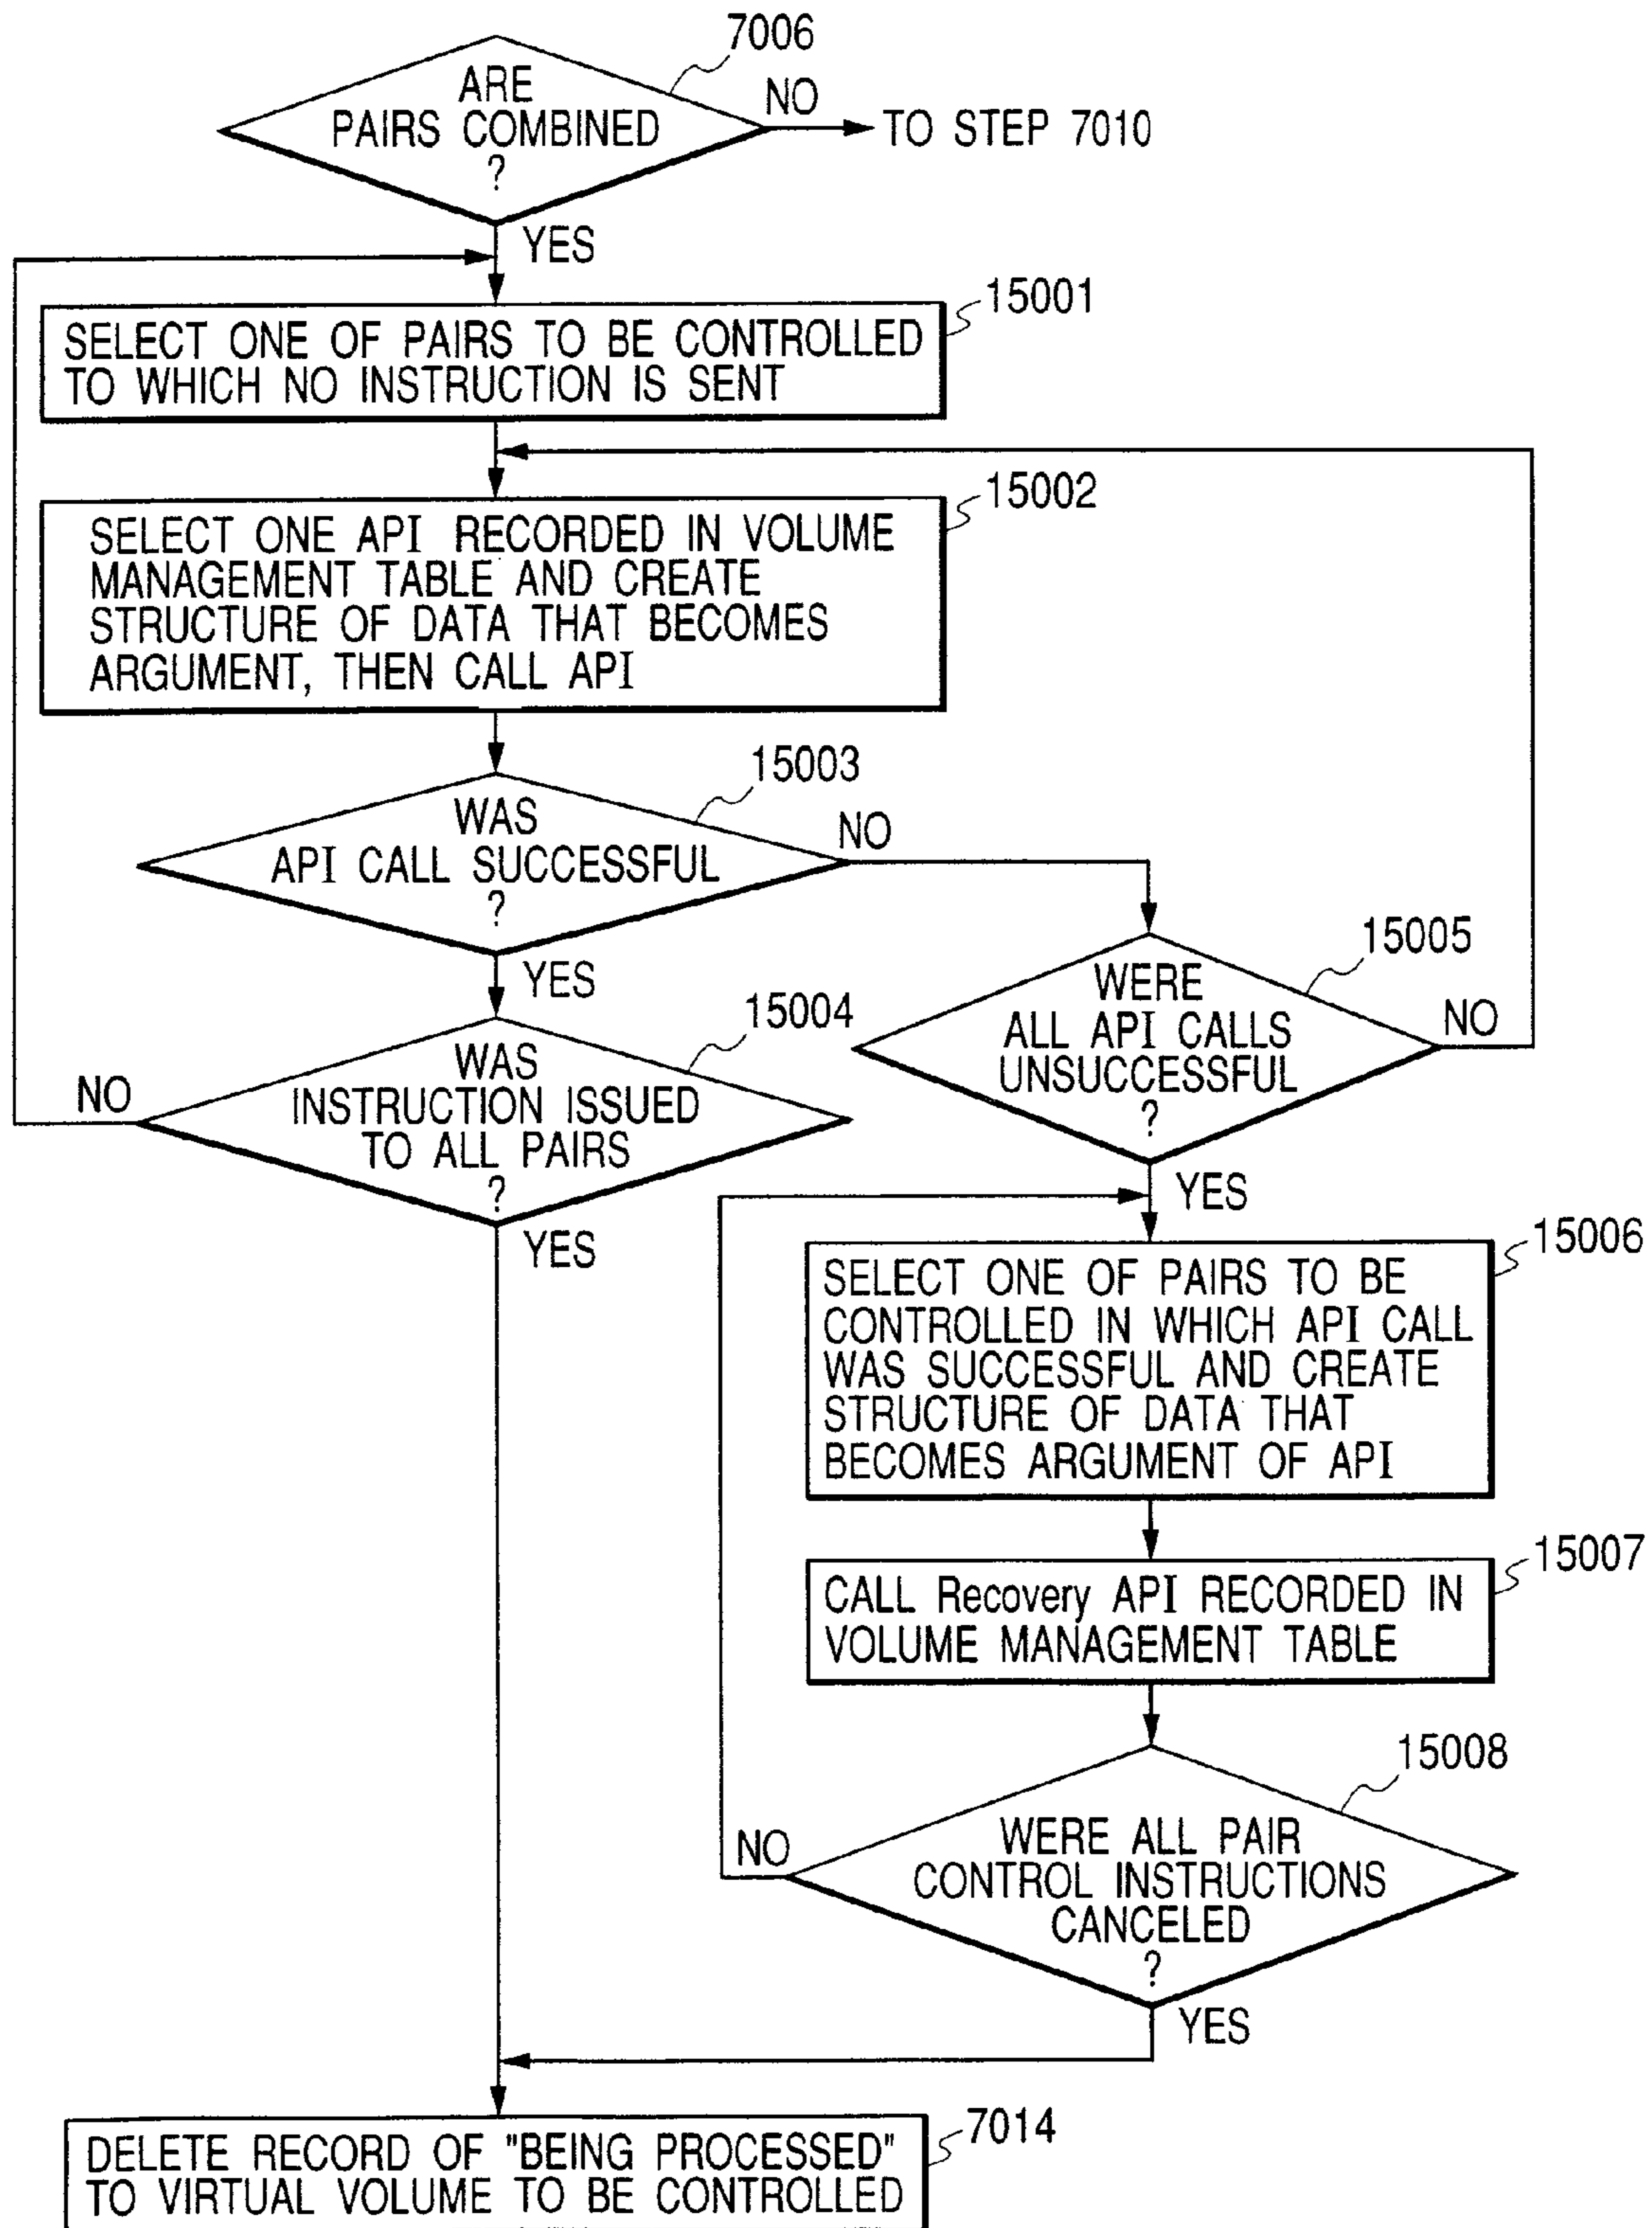 7006
ARE
PAIRS COMBINED
?
NO
TO STEP 7010
YES
15001
SELECT ONE OF PAIRS TO BE CONTROLLED
TO WHICH NO INSTRUCTION IS SENT
15002
SELECT ONE API RECORDED IN VOLUME
MANAGEMENT TABLE AND CREATE
STRUCTURE OF DATA THAT BECOMES
ARGUMENT, THEN CALL API
15003
WAS
API CALL SUCCESSFUL
?
NO
YES
15004
WAS
INSTRUCTION ISSUED
TO ALL PAIRS
?
NO
YES
15005
WERE
ALL API CALLS
UNSUCCESSFUL
?
NO
YES
15006
SELECT ONE OF PAIRS TO BE
CONTROLLED IN WHICH API CALL
WAS SUCCESSFUL AND CREATE
STRUCTURE OF DATA THAT
BECOMES ARGUMENT OF API
15007
CALL Recovery API RECORDED IN
VOLUME MANAGEMENT TABLE
15008
WERE ALL PAIR
CONTROL INSTRUCTIONS
CANCELED
?
NO
YES
7014
DELETE RECORD OF "BEING PROCESSED"
TO VIRTUAL VOLUME TO BE CONTROLLED